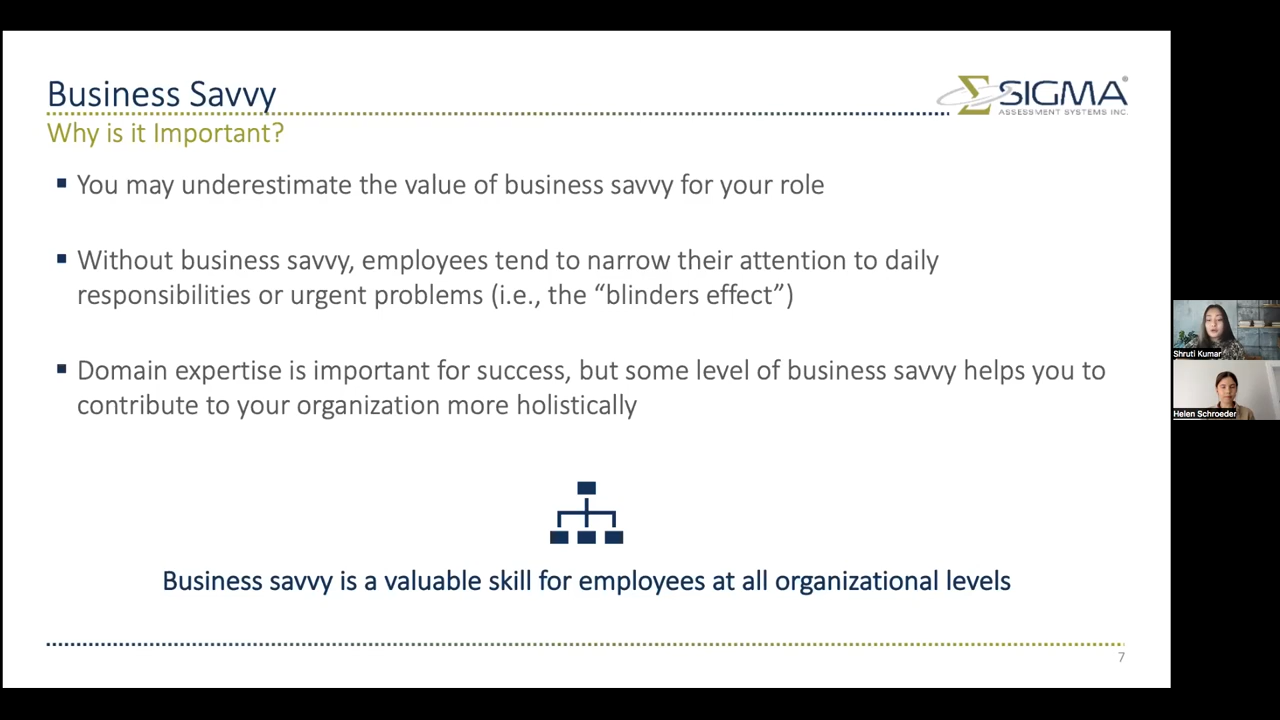 Business Savvy
Why is it Important?
ΣSIGMA®
ASSESSMENT SYSTEMS INC.
▪ You may underestimate the value of business savvy for your role
▪ Without business savvy, employees tend to narrow their attention to daily
responsibilities or urgent problems (i.e., the “blinders effect”)
▪ Domain expertise is important for success, but some level of business savvy helps you to
contribute to your organization more holistically
Business savvy is a valuable skill for employees at all organizational levels
7
Shruti Kumar
Helen Schroeder